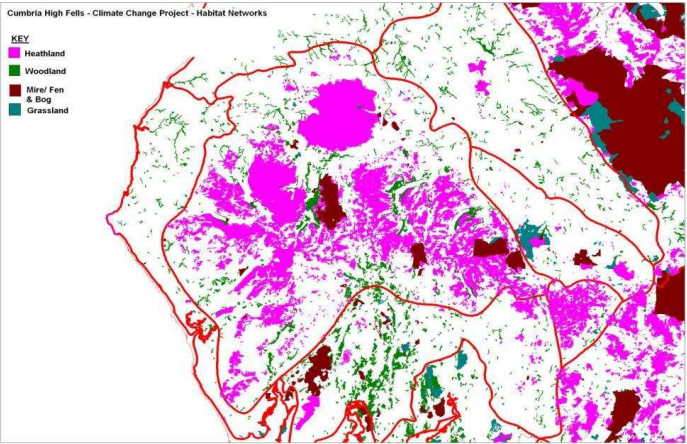 Cumbria High Fells - Climate Change Project - Habitat Networks
KEY
Heathland
Woodland
Mire/ Fen
& Bog
Grassland